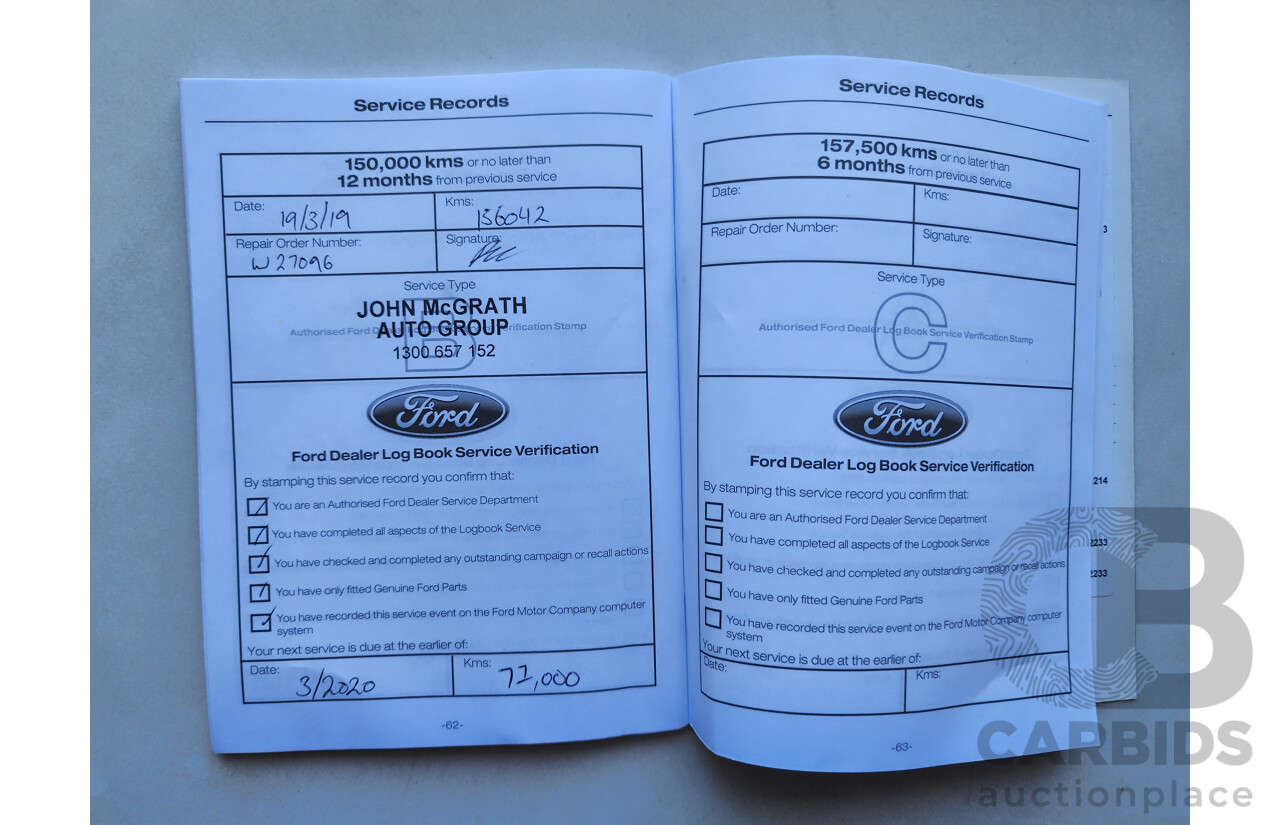 Service Records
150,000 kms or no later than
12 months from previous service
Date: 19/3/19
Kms: 156042
Repair Order Number: W27096
Signature:
Service Type
B
JOHN McGRATH
AUTO GROUP
1300 657 152
Ford
Ford Dealer Log Book Service Verification
By stamping this service record you confirm that:
You are an Authorised Ford Dealer Service Department
You have completed all aspects of the Logbook Service
You have checked and completed any outstanding campaign or recall actions
You have only fitted Genuine Ford Parts
You have recorded this service event on the Ford Motor Company computer
system
Your next service is due at the earlier of:
Date: 3/2020
Kms: 77,000
-62-
Service Records
157,500 kms or no later than
6 months from previous service
Date:
Kms:
Repair Order Number:
Signature:
Service Type
C
Authorised Ford Dealer Log Book Service Verification Stamp
Ford
Ford Dealer Log Book Service Verification
By stamping this service record you confirm that:
You are an Authorised Ford Dealer Service Department
You have completed all aspects of the Logbook Service
You have checked and completed any outstanding campaign or recall actions
You have only fitted Genuine Ford Parts
You have recorded this service event on the Ford Motor Company computer
system
Your next service is due at the earlier of:
Date:
Kms:
-63-
3
214
2233
2233
CB
CARBIDS
auctionplace